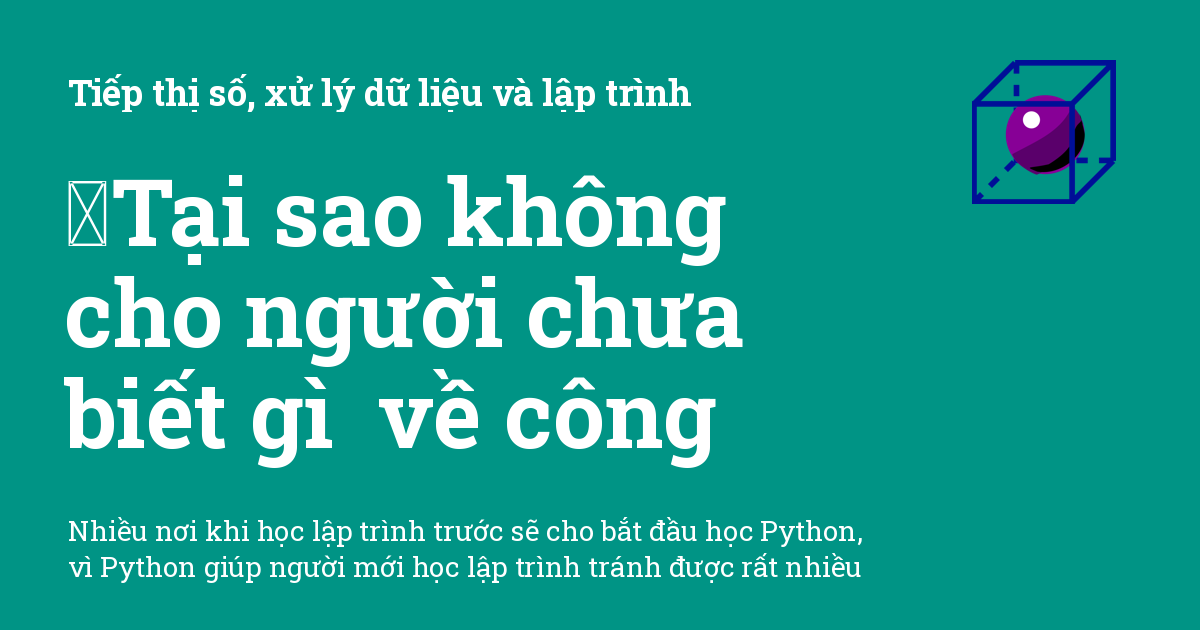 Tiếp thị số, xử lý dữ liệu và lập trình
Tại sao không
cho người chưa
biết gì về công
Nhiều nơi khi học lập trình trước sẽ cho bắt đầu học Python,
vì Python giúp người mới học lập trình tránh được rất nhiều